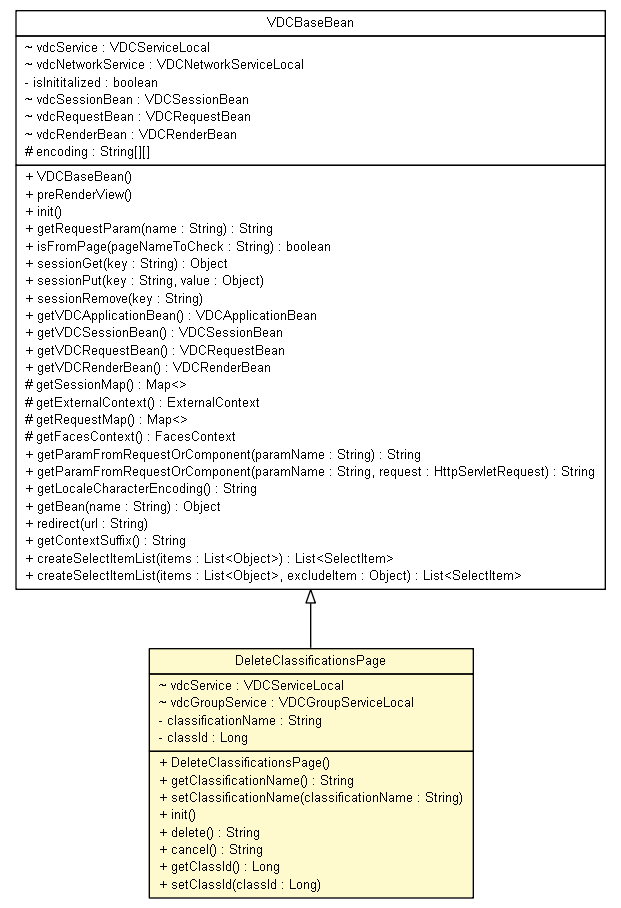 VDCBaseBean
~ vdcService : VDCServiceLocal
~ vdcNetworkService : VDCNetworkServiceLocal
- isInititalized : boolean
~ vdcSessionBean : VDCSessionBean
~ vdcRequestBean : VDCRequestBean
~ vdcRenderBean : VDCRenderBean
# encoding : String[][]
+ VDCBaseBean()
+ preRenderView()
+ init()
+ getRequestParam(name : String) : String
+ isFromPage(pageNameToCheck : String) : boolean
+ sessionGet(key : String) : Object
+ sessionPut(key : String, value : Object)
+ sessionRemove(key : String)
+ getVDCApplicationBean() : VDCApplicationBean
+ getVDCSessionBean() : VDCSessionBean
+ getVDCRequestBean() : VDCRequestBean
+ getVDCRenderBean() : VDCRenderBean
# getSessionMap() : Map<>
# getExternalContext() : ExternalContext
# getRequestMap() : Map<>
# getFacesContext() : FacesContext
+ getParamFromRequestOrComponent(paramName : String) : String
+ getParamFromRequestOrComponent(paramName : String, request : HttpServletRequest) : String
+ getLocaleCharacterEncoding() : String
+ getBean(name : String) : Object
+ redirect(url : String)
+ getContextSuffix() : String
+ createSelectItemList(items : List<Object>) : List<SelectItem>
+ createSelectItemList(items : List<Object>, excludeItem : Object) : List<SelectItem>
DeleteClassificationsPage
~ vdcService : VDCServiceLocal
~ vdcGroupService : VDCGroupServiceLocal
- classificationName : String
- classId : Long
+ DeleteClassificationsPage()
+ getClassificationName() : String
+ setClassificationName(classificationName : String)
+ init()
+ delete() : String
+ cancel() : String
+ getClassId() : Long
+ setClassId(classId : Long)